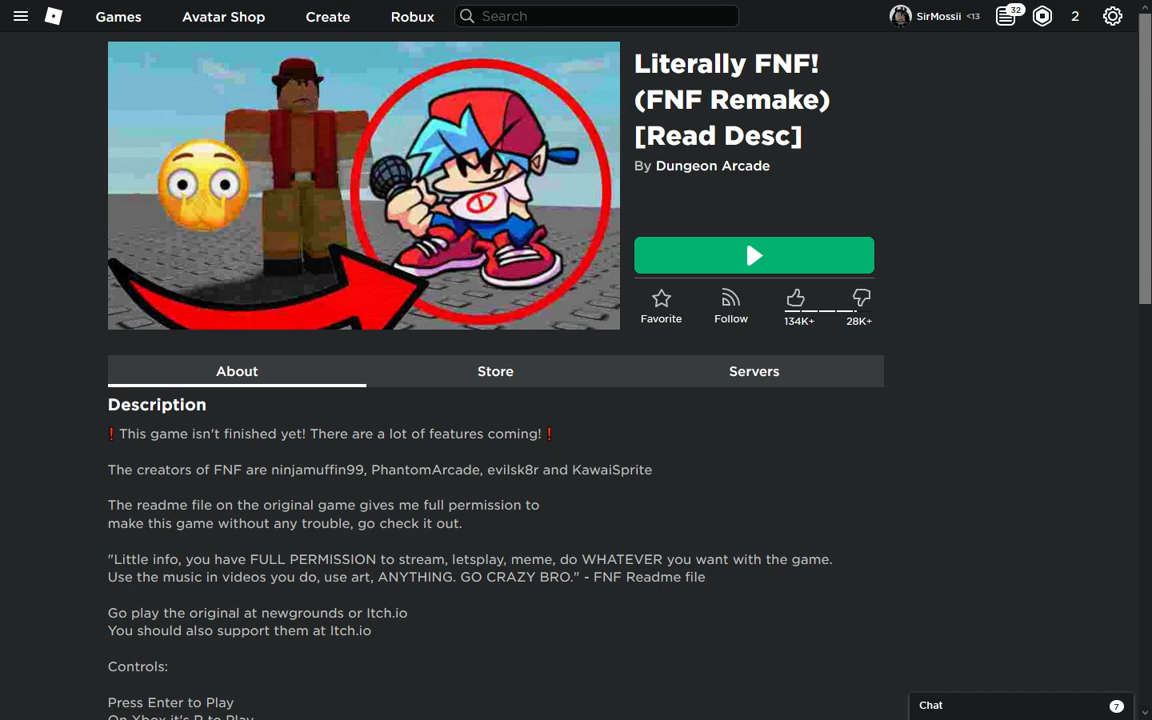 Games
Avatar Shop
Create
Robux
Search
SirMossii <13
32
2
Literally FNF!
(FNF Remake)
[Read Desc]
By Dungeon Arcade
Favorite
Follow
134K+
28K+
About
Store
Servers
Description
❗This game isn't finished yet! There are a lot of features coming!❗
The creators of FNF are ninjamuffin99, PhantomArcade, evilsk8r and KawaiSprite
The readme file on the original game gives me full permission to
make this game without any trouble, go check it out.
"Little info, you have FULL PERMISSION to stream, letsplay, meme, do WHATEVER you want with the game.
Use the music in videos you do, use art, ANYTHING. GO CRAZY BRO." - FNF Readme file
Go play the original at newgrounds or Itch.io
You should also support them at Itch.io
Controls:
Press Enter to Play
On Xbox it's R to Play
Chat
7